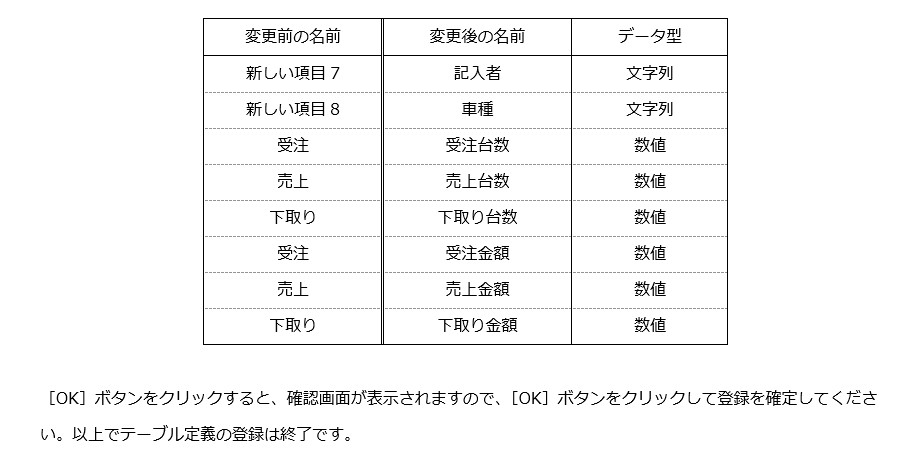 変更前の名前 変更後の名前 データ型
新しい項目７ 記入者 文字列
新しい項目８ 車種 文字列
受注 受注台数 数値
売上 売上台数 数値
下取り 下取り台数 数値
受注 受注金額 数値
売上 売上金額 数値
下取り 下取り金額 数値
［OK］ボタンをクリックすると、確認画面が表示されますので、［OK］ボタンをクリックして登録を確定してくださ
い。以上でテーブル定義の登録は終了です。